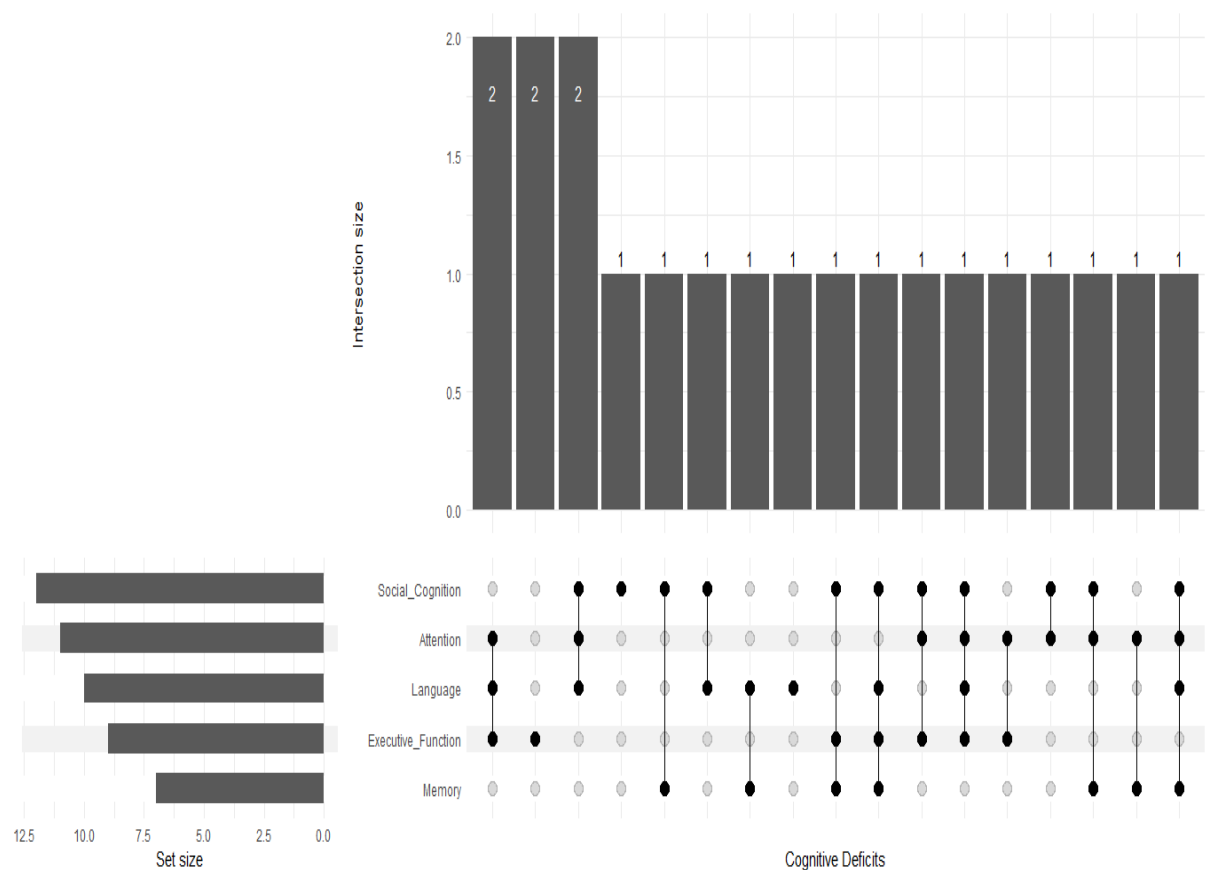 2.0
2 2 2
1.5
Intersection size
1 1 1 1 1 1 1 1 1 1 1 1 1 1
1.0
0.5
0.0
Social_Cognition
Attention
Language
Executive_Function
Memory
12.5 10.0 7.5 5.0 2.5 0.0
Set size
Cognitive Deficits